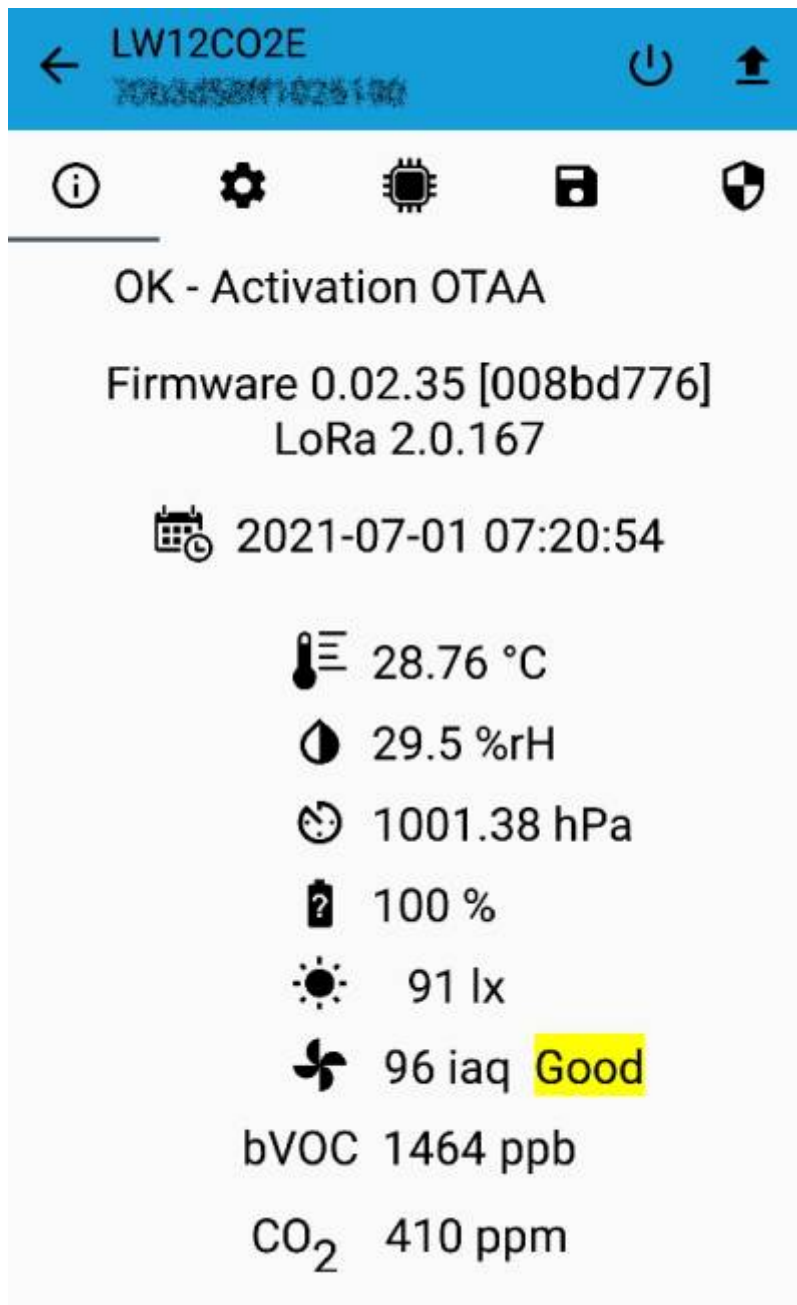 LW12CO2E
OK - Activation OTAA
Firmware 0.02.35 [008bd776]
LoRa 2.0.167
2021-07-01 07:20:54
28.76 °C
29.5 %rH
1001.38 hPa
100 %
91 lx
96 iaq Good
bVOC 1464 ppb
CO₂ 410 ppm